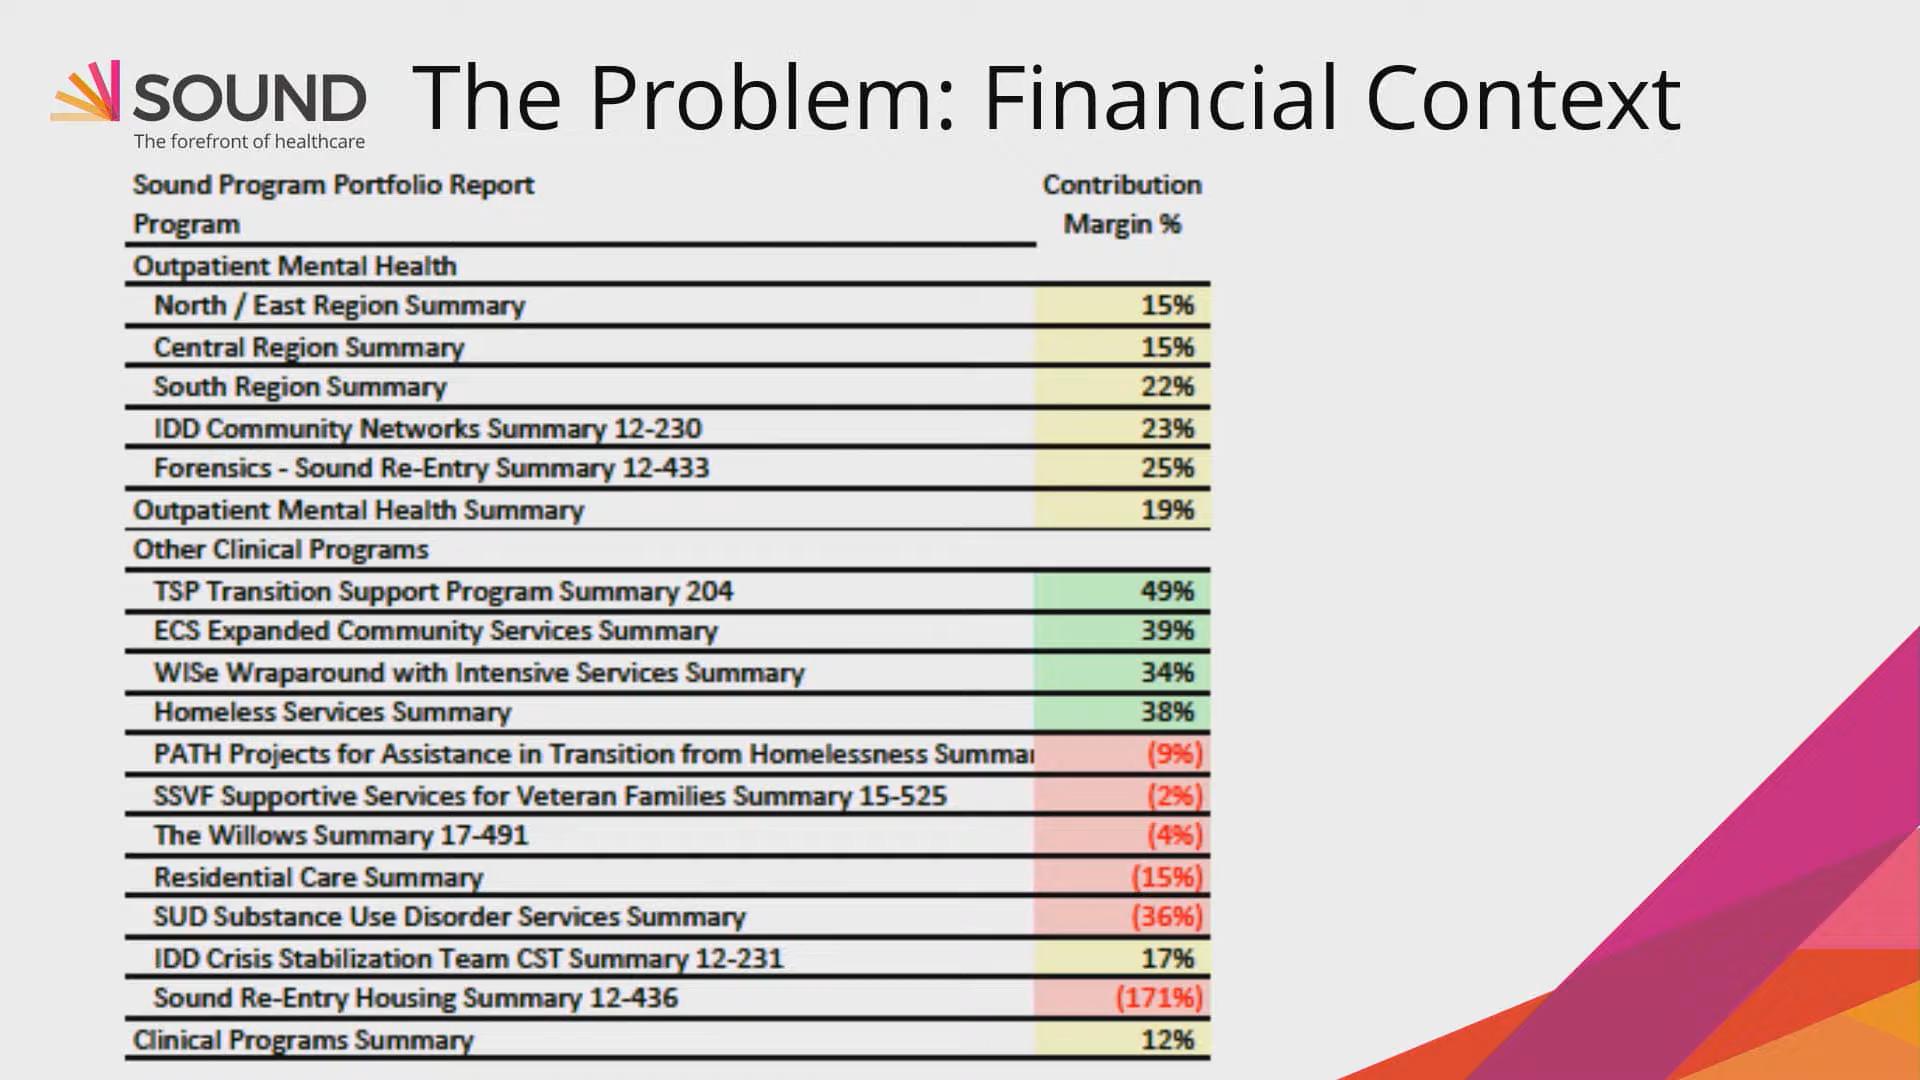 SOUND
The forefront of healthcare
The Problem: Financial Context
Sound Program Portfolio Report Contribution
Program Margin %
Outpatient Mental Health
North / East Region Summary 15%
Central Region Summary 15%
South Region Summary 22%
IDD Community Networks Summary 12-230 23%
Forensics - Sound Re-Entry Summary 12-433 25%
Outpatient Mental Health Summary 19%
Other Clinical Programs
TSP Transition Support Program Summary 204 49%
ECS Expanded Community Services Summary 39%
WISe Wraparound with Intensive Services Summary 34%
Homeless Services Summary 38%
PATH Projects for Assistance in Transition from Homelessness Summar (9%)
SSVF Supportive Services for Veteran Families Summary 15-525 (2%)
The Willows Summary 17-491 (4%)
Residential Care Summary (15%)
SUD Substance Use Disorder Services Summary (36%)
IDD Crisis Stabilization Team CST Summary 12-231 17%
Sound Re-Entry Housing Summary 12-436 (171%)
Clinical Programs Summary 12%